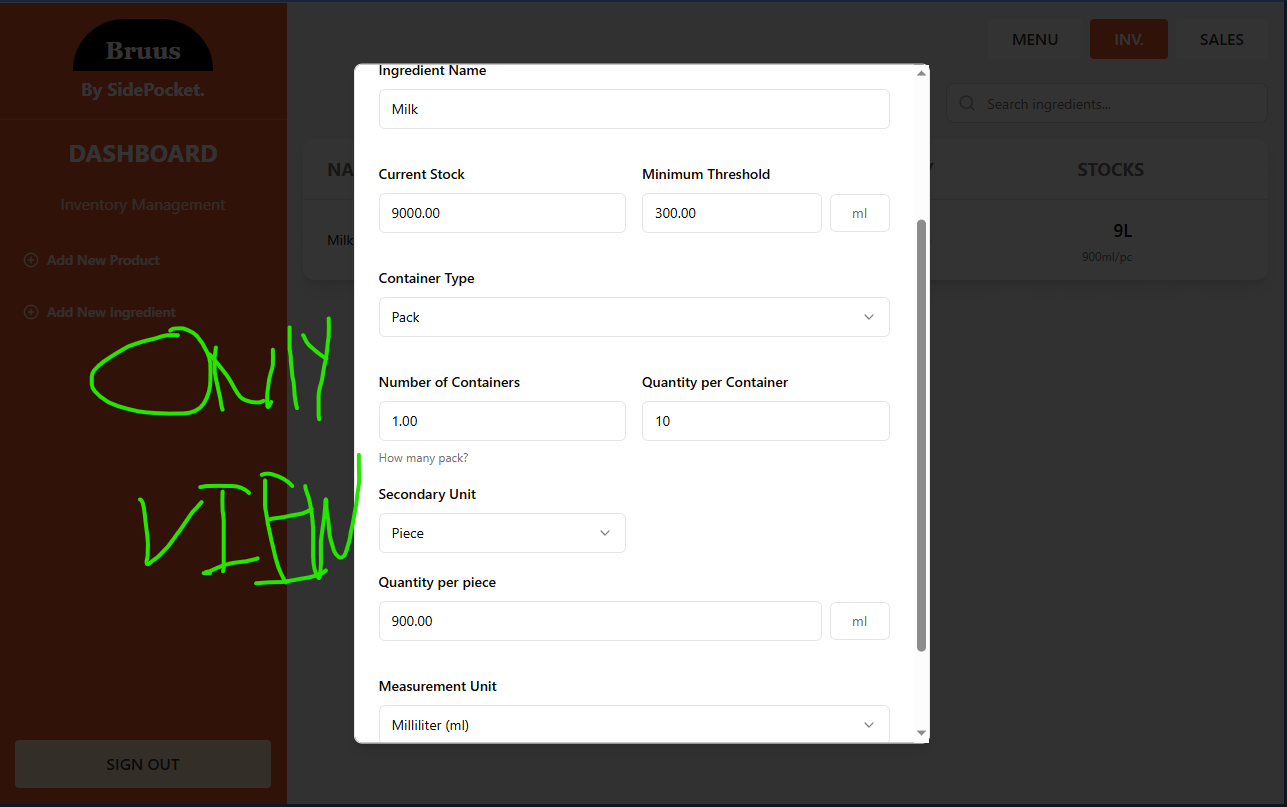 Bruus
By SidePocket.
DASHBOARD
Inventory Management
Add New Product
Add New Ingredient
SIGN OUT
MENU
INV.
SALES
Search ingredients...
NA
STOCKS
Milk
9L
900ml/pc
Ingredient Name
Milk
Current Stock
Minimum Threshold
9000.00
300.00
ml
Container Type
Pack
Number of Containers
Quantity per Container
1.00
10
How many pack?
Secondary Unit
Piece
Quantity per piece
900.00
ml
Measurement Unit
Milliliter (ml)
ONLY
VIEW